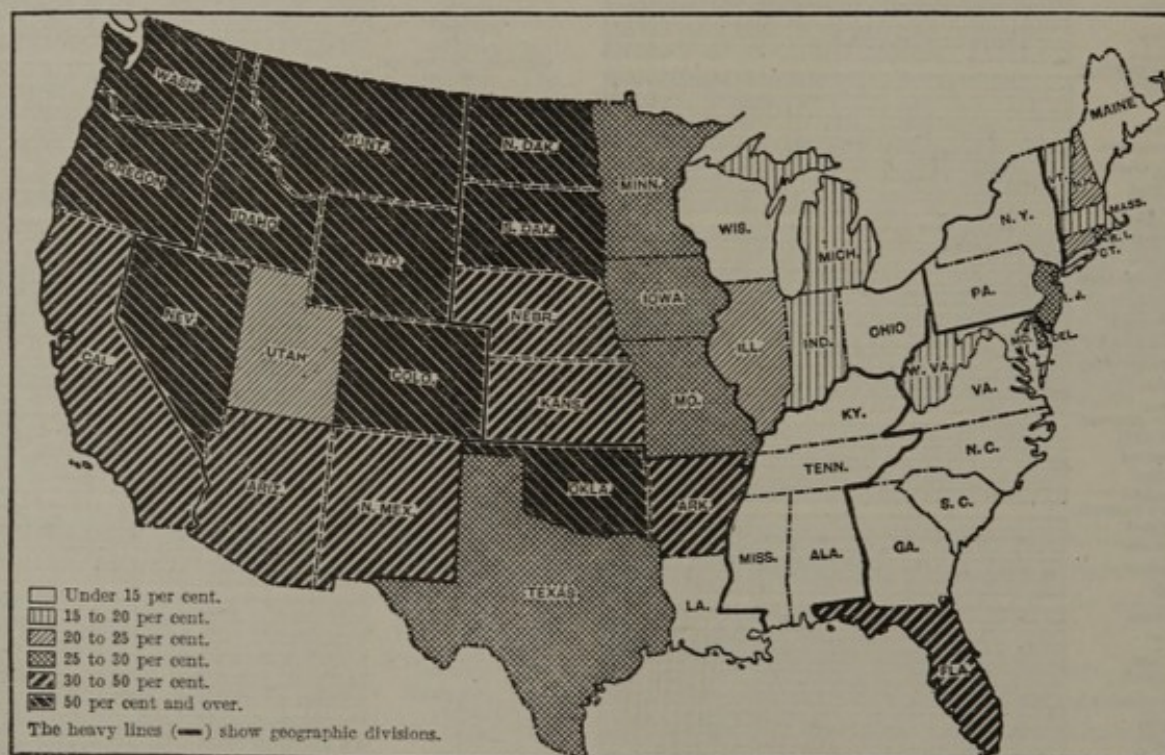 WASH.
MONT.
N. DAK.
MINN.
MAINE
OREGON
IDAHO
S. DAK.
WIS.
VT.
N.H.
MASS.
N. Y.
R. I.
CT.
WYO.
MICH.
IOWA
PA.
N. J.
NEV.
NEBR.
OHIO
UTAH
ILL.
IND.
MD.
DEL.
CAL.
COLO.
W. VA.
KANS.
MO.
VA.
KY.
N. C.
TENN.
ARIZ.
N. MEX.
OKLA.
ARK.
S. C.
MISS.
ALA.
GA.
TEXAS
LA.
FLA.
Under 15 per cent.
15 to 20 per cent.
20 to 25 per cent.
25 to 30 per cent.
30 to 50 per cent.
50 per cent and over.
The heavy lines (━) show geographic divisions.